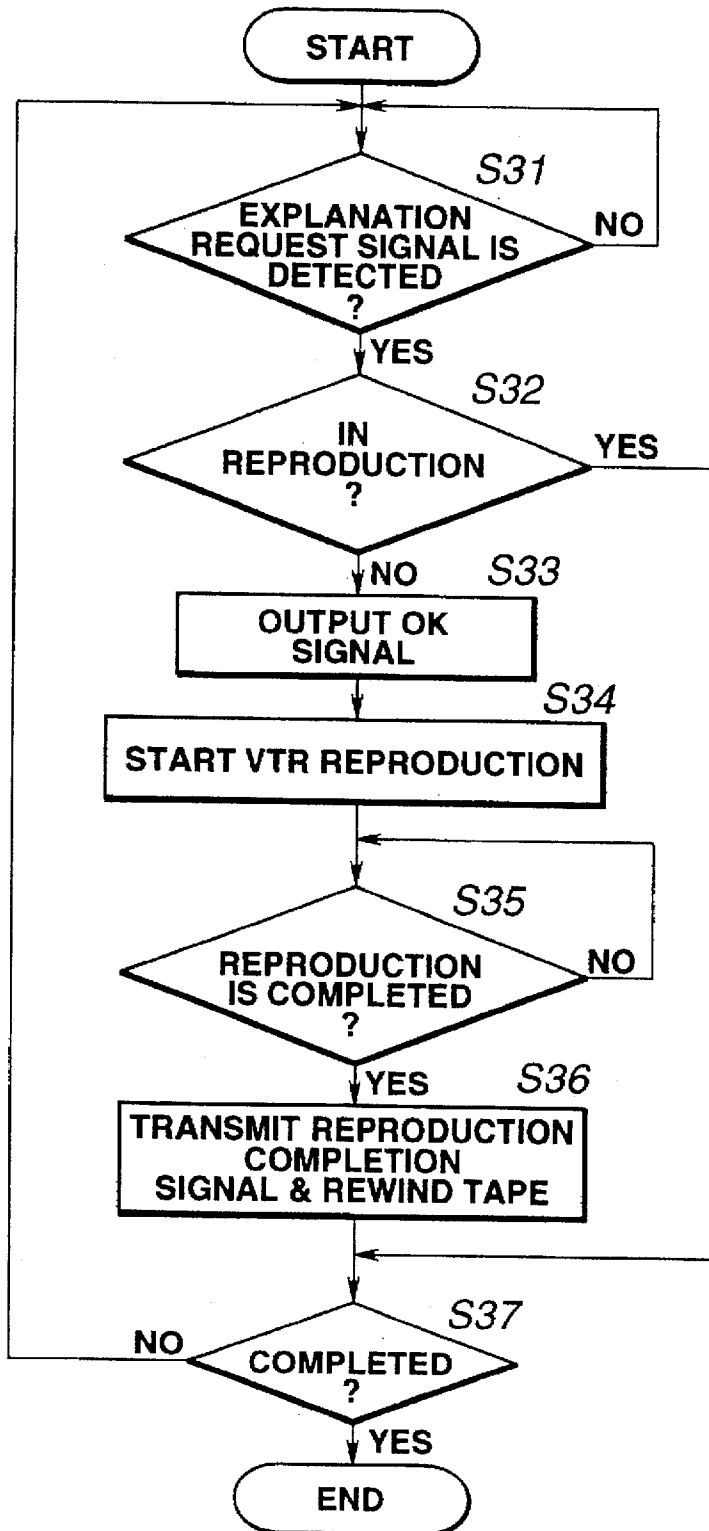 START
S31
EXPLANATION
REQUEST SIGNAL IS
DETECTED
?
NO
YES
S32
IN
REPRODUCTION
?
YES
NO
S33
OUTPUT OK
SIGNAL
S34
START VTR REPRODUCTION
S35
REPRODUCTION
IS COMPLETED
?
NO
YES
S36
TRANSMIT REPRODUCTION
COMPLETION
SIGNAL & REWIND TAPE
S37
NO
COMPLETED
?
YES
END